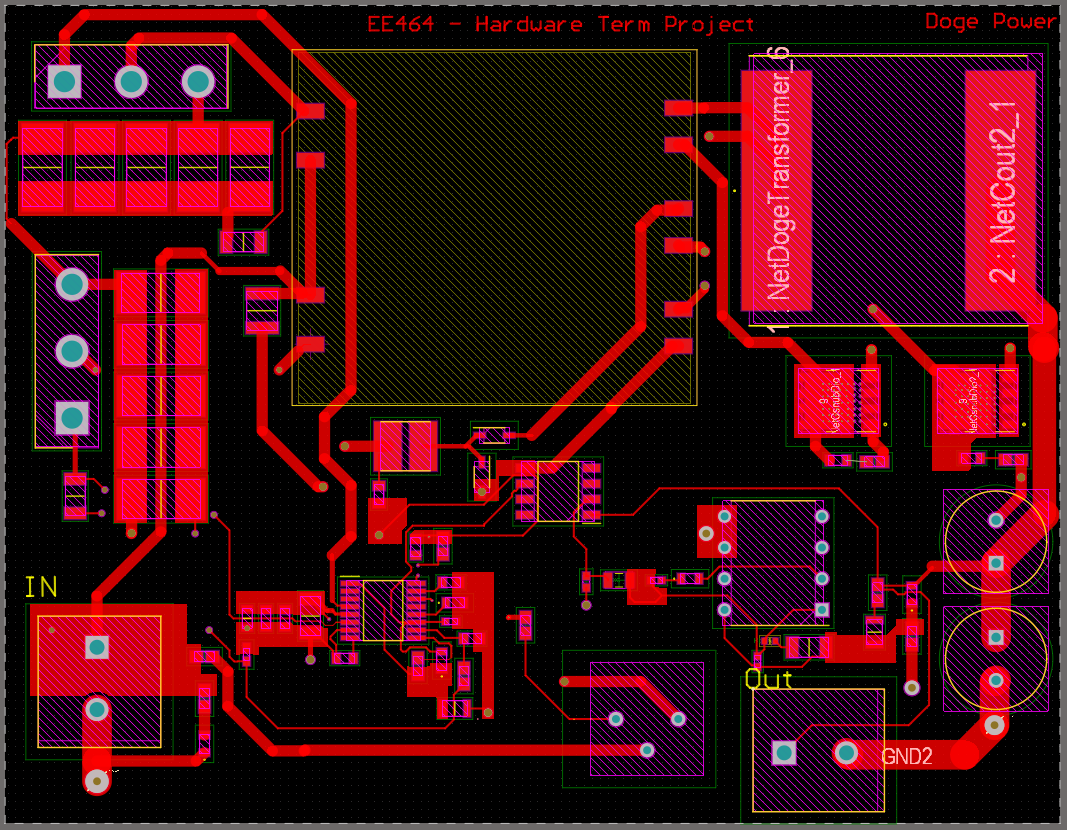 EE464 - Hardware Term Project
Doge Power
1 : NetDogeTransformer_6
2 : NetCout2_1
IN
Out
GND2